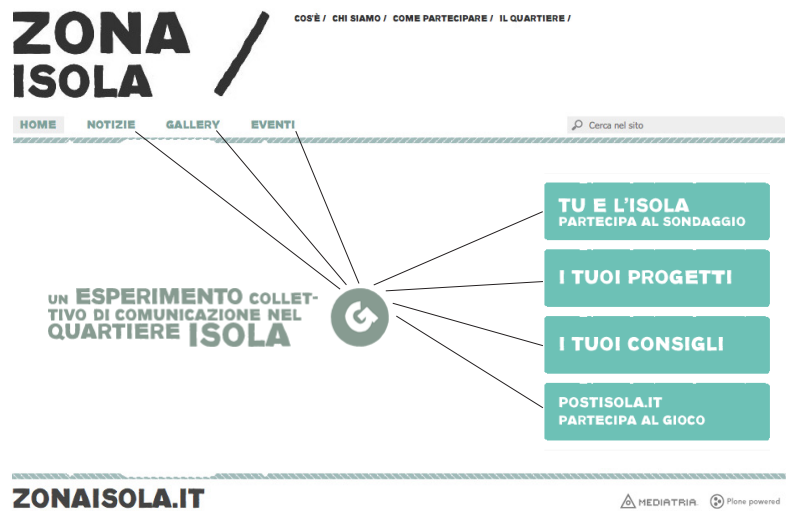 ZONA
ISOLA
COS'È / CHI SIAMO / COME PARTECIPARE / IL QUARTIERE /
HOME NOTIZIE GALLERY EVENTI
Cerca nel sito
TU E L'ISOLA
PARTECIPA AL SONDAGGIO
I TUOI PROGETTI
UN ESPERIMENTO COLLET-
TIVO DI COMUNICAZIONE NEL
QUARTIERE ISOLA
I TUOI CONSIGLI
POSTISOLA.IT
PARTECIPA AL GIOCO
ZONAISOLA.IT
MEDIATRIA. Plone powered